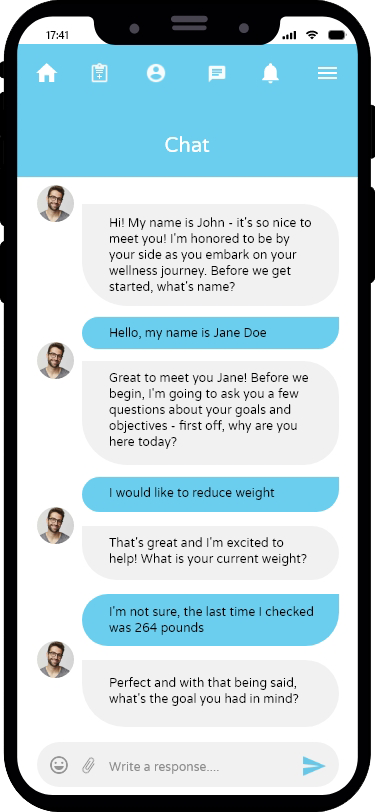 17:41
Chat
Hi! My name is John - it's so nice to
meet you! I'm honored to be by
your side as you embark on your
wellness journey. Before we get
started, what's name?
Hello, my name is Jane Doe
Great to meet you Jane! Before we
begin, I'm going to ask you a few
questions about your goals and
objectives - first off, why are you
here today?
I would like to reduce weight
That's great and I'm excited to
help! What is your current weight?
I'm not sure, the last time I checked
was 264 pounds
Perfect and with that being said,
what's the goal you had in mind?
Write a response....